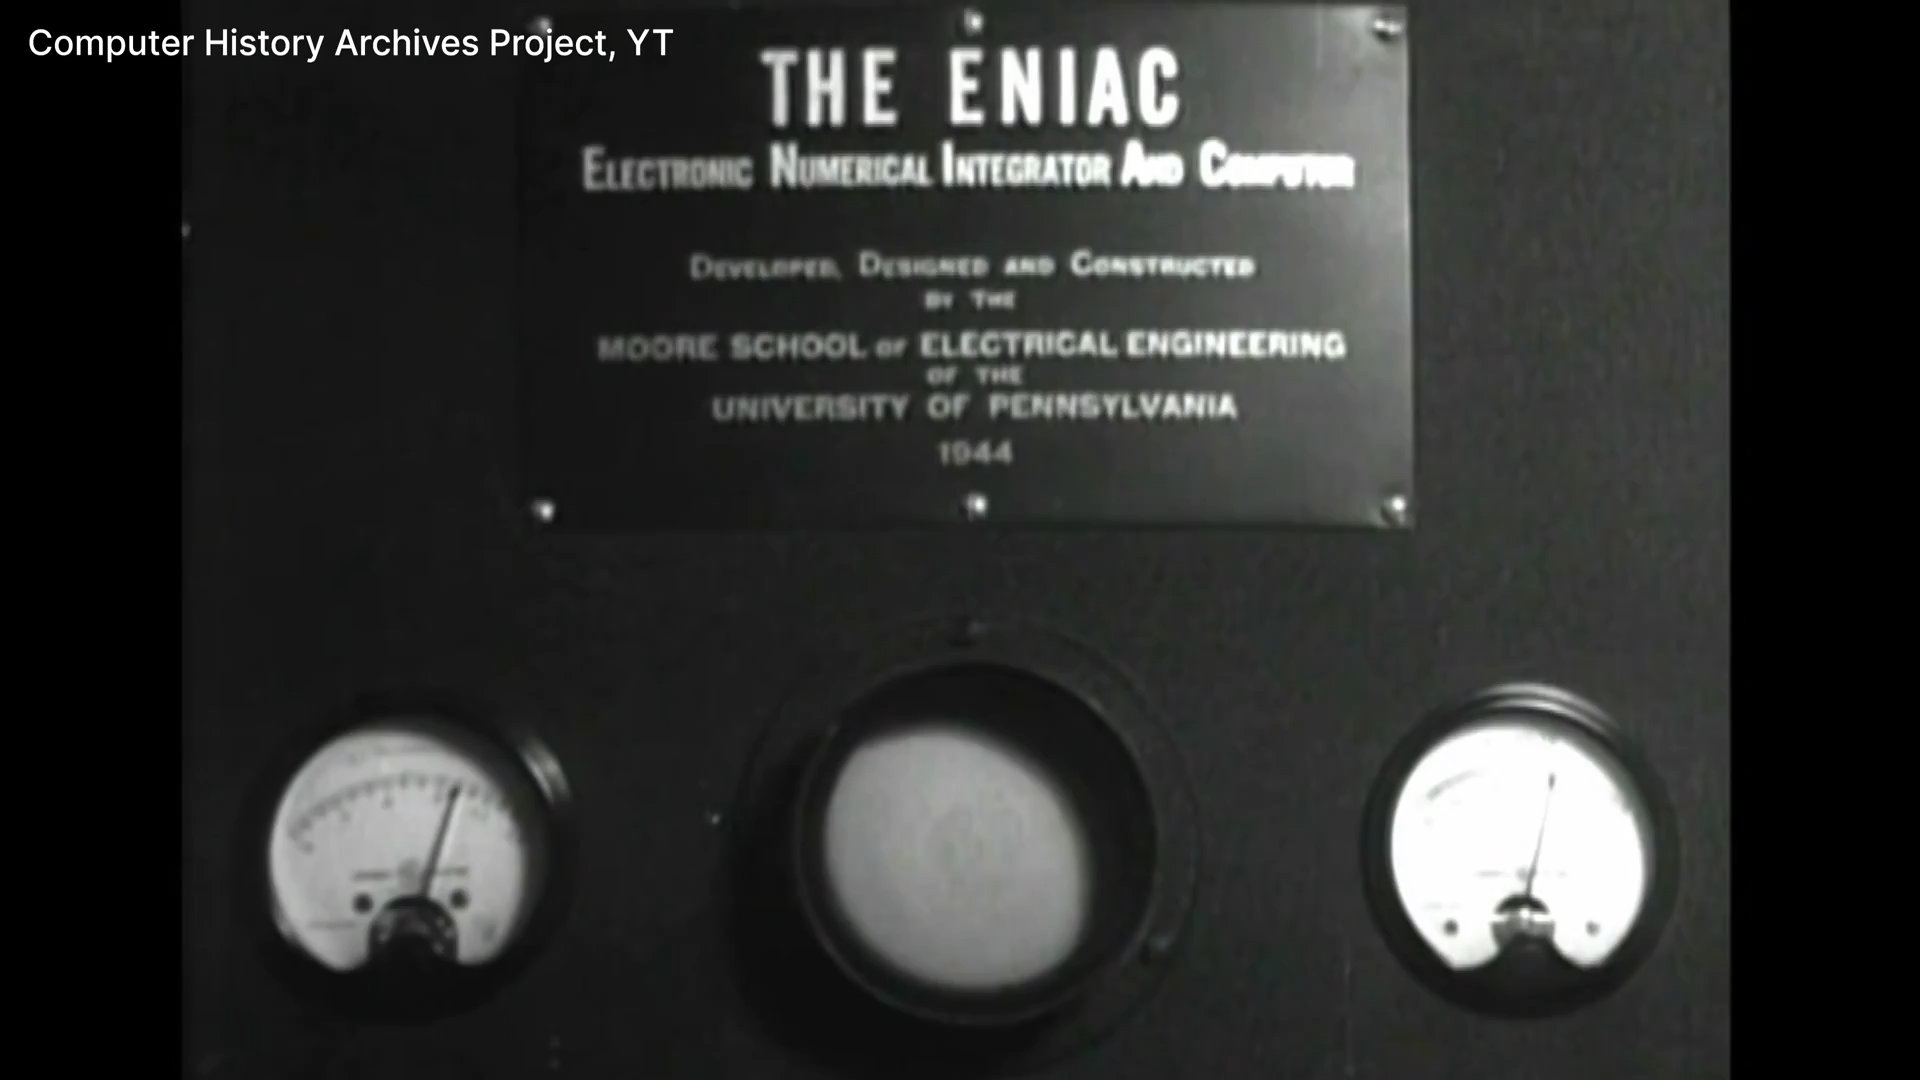 Computer History Archives Project, YT
THE ENIAC
ELECTRONIC NUMERICAL INTEGRATOR AND COMPUTER
DEVELOPED, DESIGNED AND CONSTRUCTED
BY THE
MOORE SCHOOL OF ELECTRICAL ENGINEERING
OF THE
UNIVERSITY OF PENNSYLVANIA
1944